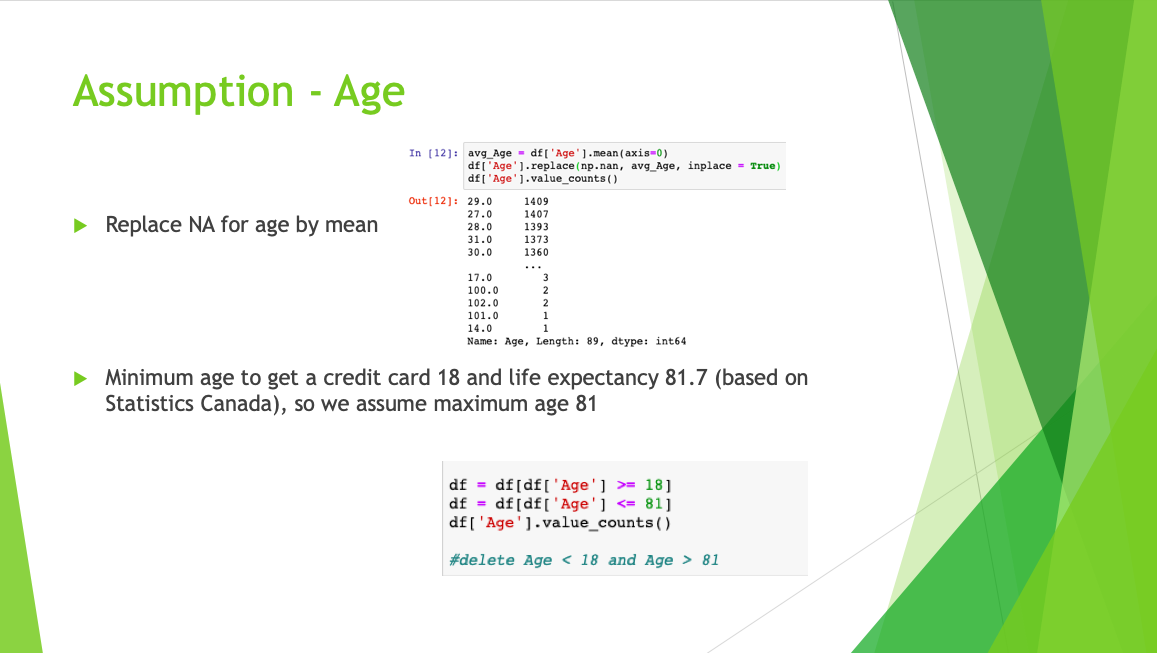 Assumption - Age
In [12]: avg_Age = df['Age'].mean(axis=0)
df['Age'].replace(np.nan, avg_Age, inplace = True)
df['Age'].value_counts()
Out[12]: 29.0 1409
27.0 1407
28.0 1393
31.0 1373
30.0 1360
...
17.0 3
100.0 2
102.0 2
101.0 1
14.0 1
Name: Age, Length: 89, dtype: int64
Replace NA for age by mean
Minimum age to get a credit card 18 and life expectancy 81.7 (based on
Statistics Canada), so we assume maximum age 81
df = df[df['Age'] >= 18]
df = df[df['Age'] <= 81]
df['Age'].value_counts()
#delete Age < 18 and Age > 81